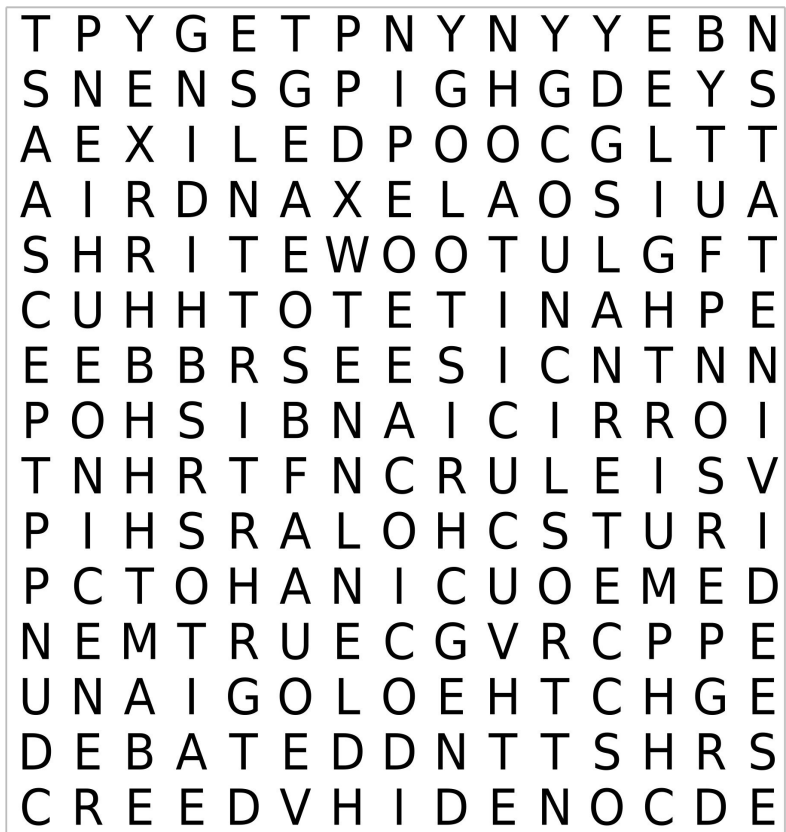 T P Y G E T P N Y N Y Y E B N
S N E N S G P I G H G D E Y S
A E X I L E D P O O C G L T T
A I R D N A X E L A O S I U A
S H R I T E W O O T U L G F T
C U H H T O T E T I N A H P E
E E B B R S E E S I C N T N N
P O H S I B N A I C I R R O I
T N H R T F N C R U L E I S V
P I H S R A L O H C S T U R I
P C T O H A N I C U O E M E D
N E M T R U E C G V R C P P E
U N A I G O L O E H T C H G E
D E B A T E D D N T T S H R S
C R E E D V H I D E N O C D E